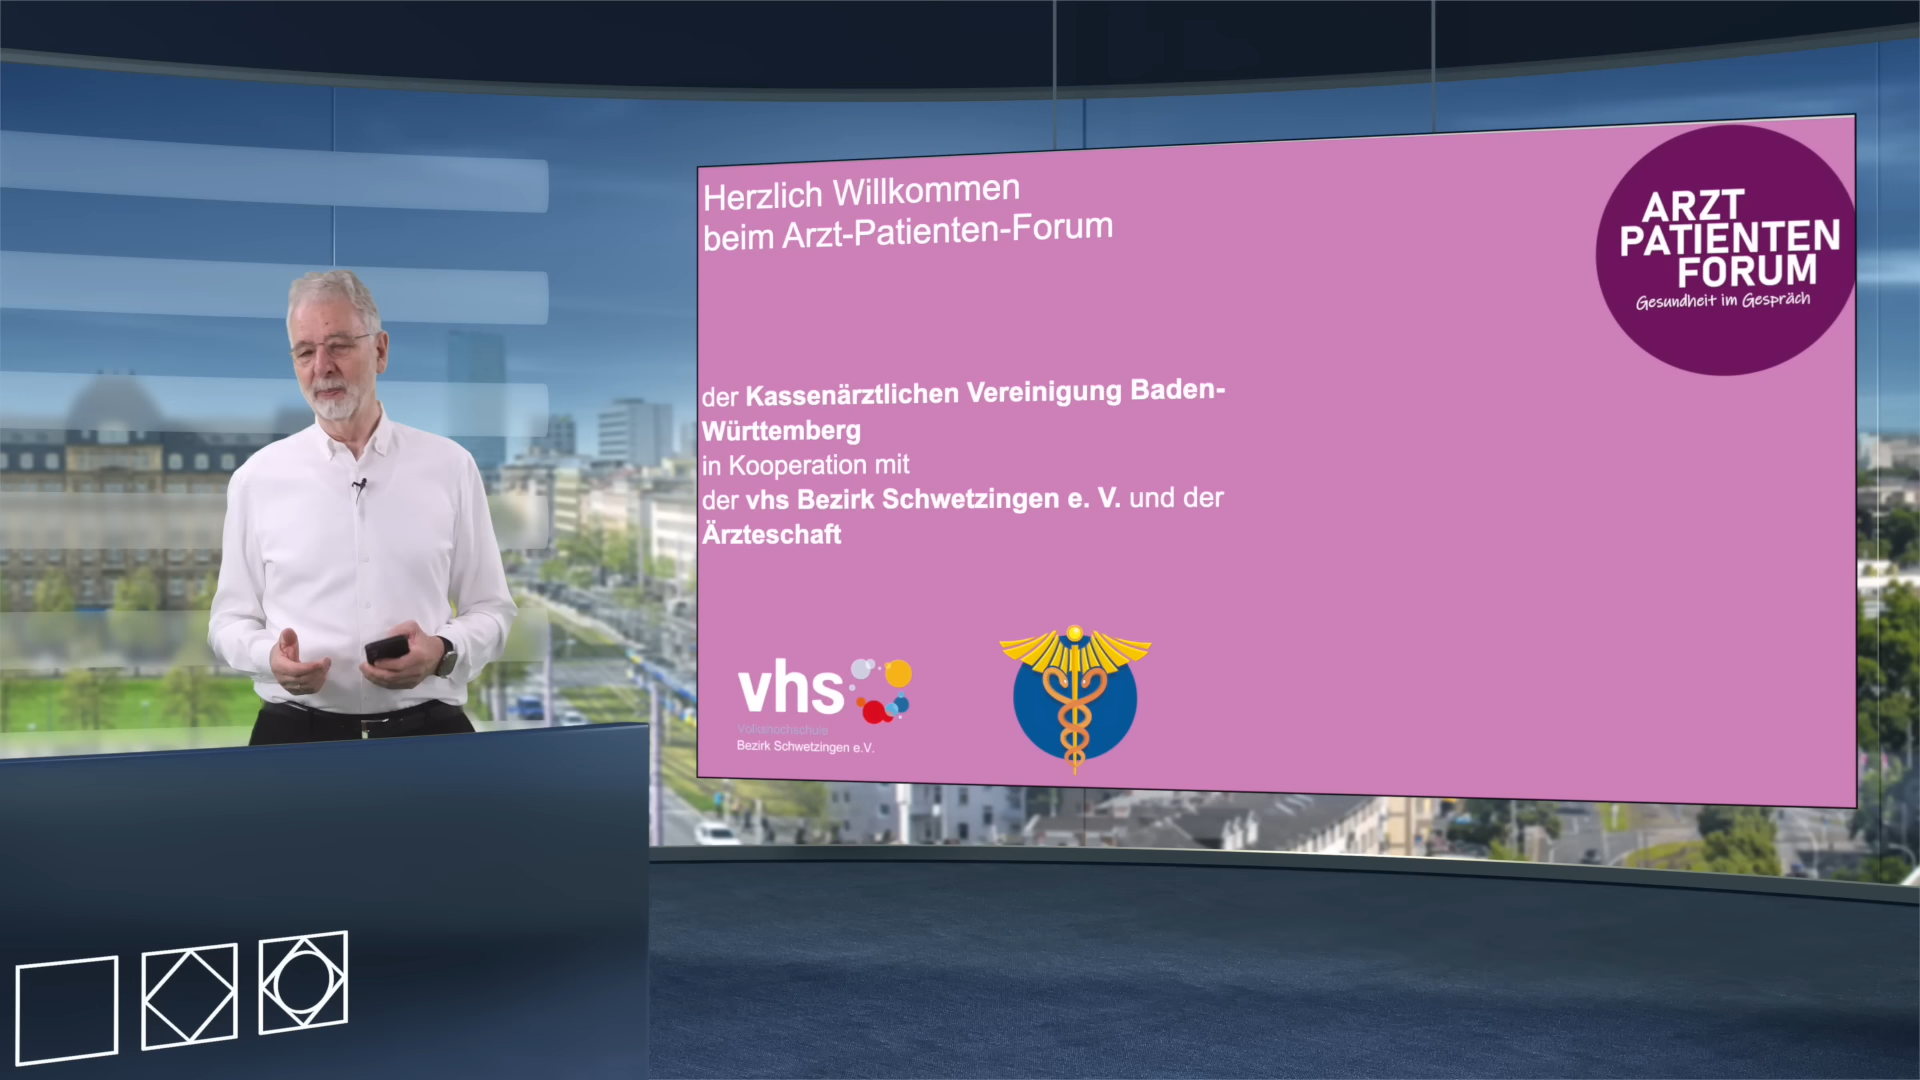 Herzlich Willkommen
beim Arzt-Patienten-Forum
ARZT
PATIENTEN
FORUM
Gesundheit im Gespräch
der Kassenärztlichen Vereinigung Baden-
Württemberg
in Kooperation mit
der vhs Bezirk Schwetzingen e. V. und der
Ärzteschaft
vhs
Volkshochschule
Bezirk Schwetzingen e.V.